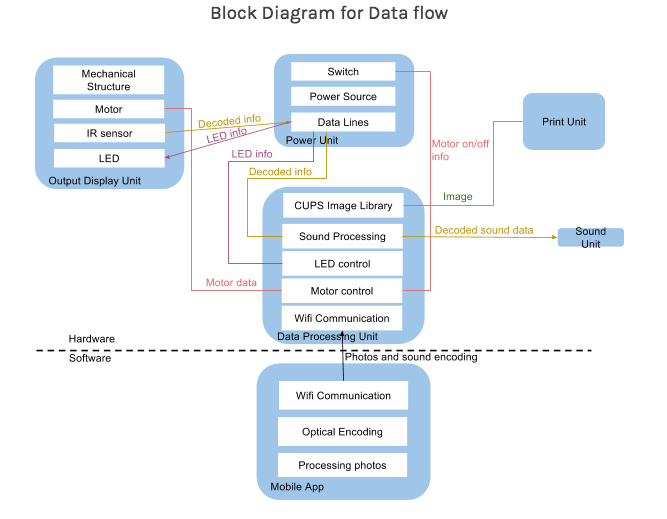 Block Diagram for Data flow
Mechanical
Structure
Motor
IR sensor
LED
Output Display Unit
Decoded info
LED info
Switch
Power Source
Data Lines
Power Unit
Motor on/off
info
Print Unit
LED info
Decoded info
Image
CUPS Image Library
Sound Processing
LED control
Motor control
Wifi Communication
Data Processing Unit
Decoded sound data
Sound
Unit
Motor data
Hardware
Software
Photos and sound encoding
Wifi Communication
Optical Encoding
Processing photos
Mobile App